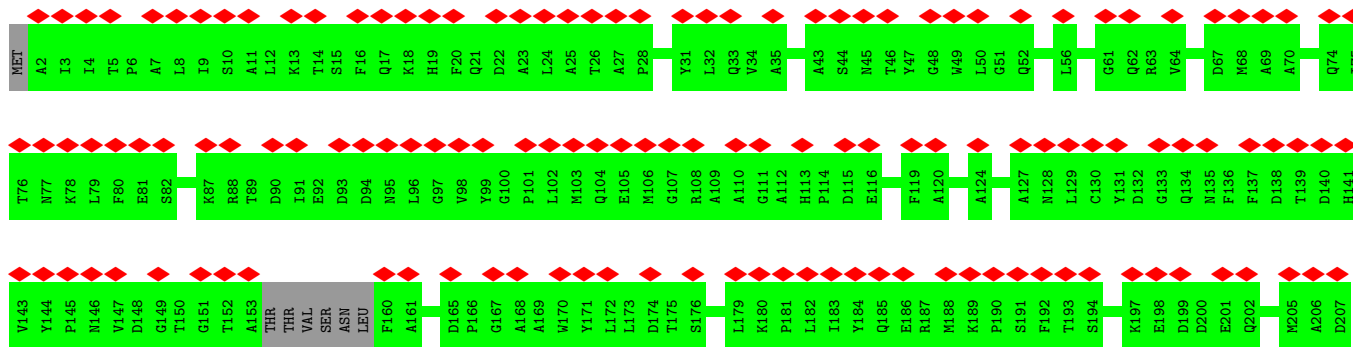 MET A2 I3 I4 T5 P6 A7 L8 I9 S10 A11 L12 K13 T14 S15 F16 Q17 K18 H19 F20 Q21 D22 A23 L24 A25 T26 A27 P28 Y31 L32 Q33 V34 A35 A43 S44 N45 T46 Y47 G48 W49 L50 G51 Q52 L56 G61 Q62 R63 V64 D67 M68 A69 A70 Q74
T76 N77 K78 L79 F80 E81 S82 K87 R88 T89 D90 I91 E92 D93 D94 N95 L96 G97 V98 Y99 G100 P101 L102 M103 Q104 E105 M106 G107 R108 A109 A110 G111 A112 H113 P114 D115 E116 F119 A120 A124 A127 N128 L129 C130 Y131 D132 G133 Q134 N135 F136 F137 D138 T139 D140 H141
V143 Y144 P145 N146 V147 D148 G149 T150 G151 T152 A153 THR THR VAL SER ASN LEU F160 A161 D165 P166 G167 A168 A169 W170 Y171 L172 L173 D174 T175 S176 L179 K180 P181 L182 I183 Y184 Q185 E186 R187 M188 K189 P190 S191 F192 T193 S194 K197 E198 D199 D200 E201 Q202 M205 A206 D207